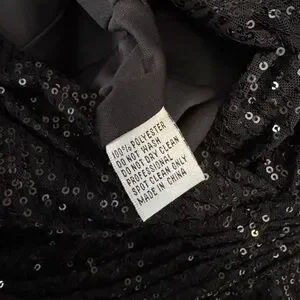 100% POLYESTER
DO NOT WASH
DO NOT DRY CLEAN
PROFESSIONAL
SPOT CLEAN ONLY
MADE IN CHINA